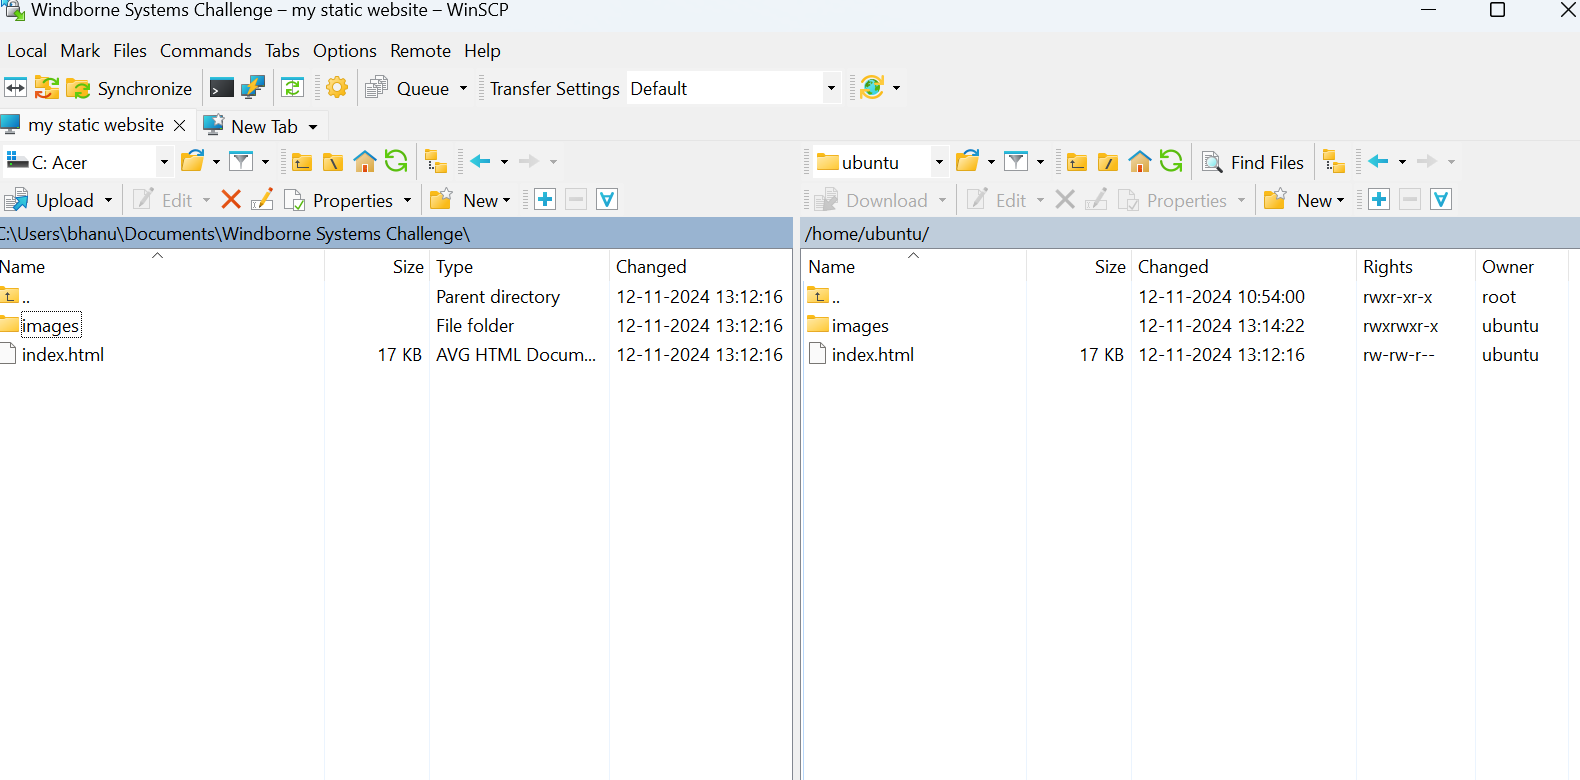 Windborne Systems Challenge – my static website – WinSCP
Local Mark Files Commands Tabs Options Remote Help
Synchronize Queue Transfer Settings Default
my static website New Tab
C: Acer
ubuntu Find Files
Upload Edit Properties New
Download Edit Properties New
C:\Users\bhanu\Documents\Windborne Systems Challenge\
Name Size Type Changed
.. Parent directory 12-11-2024 13:12:16
images File folder 12-11-2024 13:12:16
index.html 17 KB AVG HTML Docum... 12-11-2024 13:12:16
/home/ubuntu/
Name Size Changed Rights Owner
.. 12-11-2024 10:54:00 rwxr-xr-x root
images 12-11-2024 13:14:22 rwxrwxr-x ubuntu
index.html 17 KB 12-11-2024 13:12:16 rw-rw-r-- ubuntu